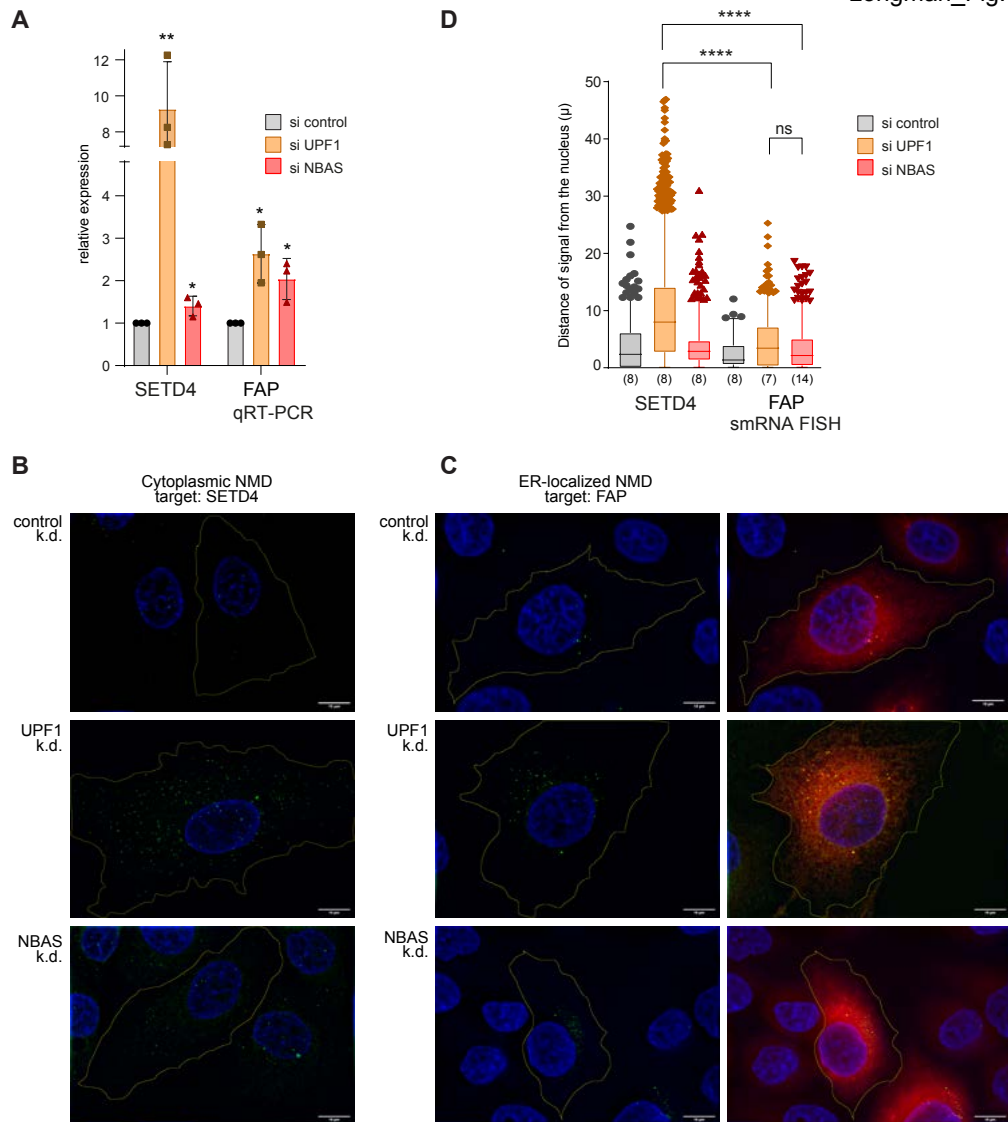 A
**
12
10
8
4
3
2
1
0
relative expression
*
*
*
si control
si UPF1
si NBAS
SETD4
FAP
qRT-PCR
D
****
****
ns
50
40
30
20
10
0
Distance of signal from the nucleus (µ)
si control
si UPF1
si NBAS
(8)
(8)
(8)
(8)
(7)
(14)
SETD4
FAP
smRNA FISH
B
Cytoplasmic NMD
target: SETD4
control
k.d.
UPF1
k.d.
NBAS
k.d.
C
ER-localized NMD
target: FAP
control
k.d.
UPF1
k.d.
NBAS
k.d.